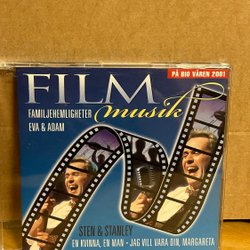 PÅ BIO VÅREN 2001
FILM
musik
FAMILJEHEMLIGHETER
EVA & ADAM
STEN & STANLEY
EN KVINNA, EN MAN - JAG VILL VARA DIN, MARGARETA